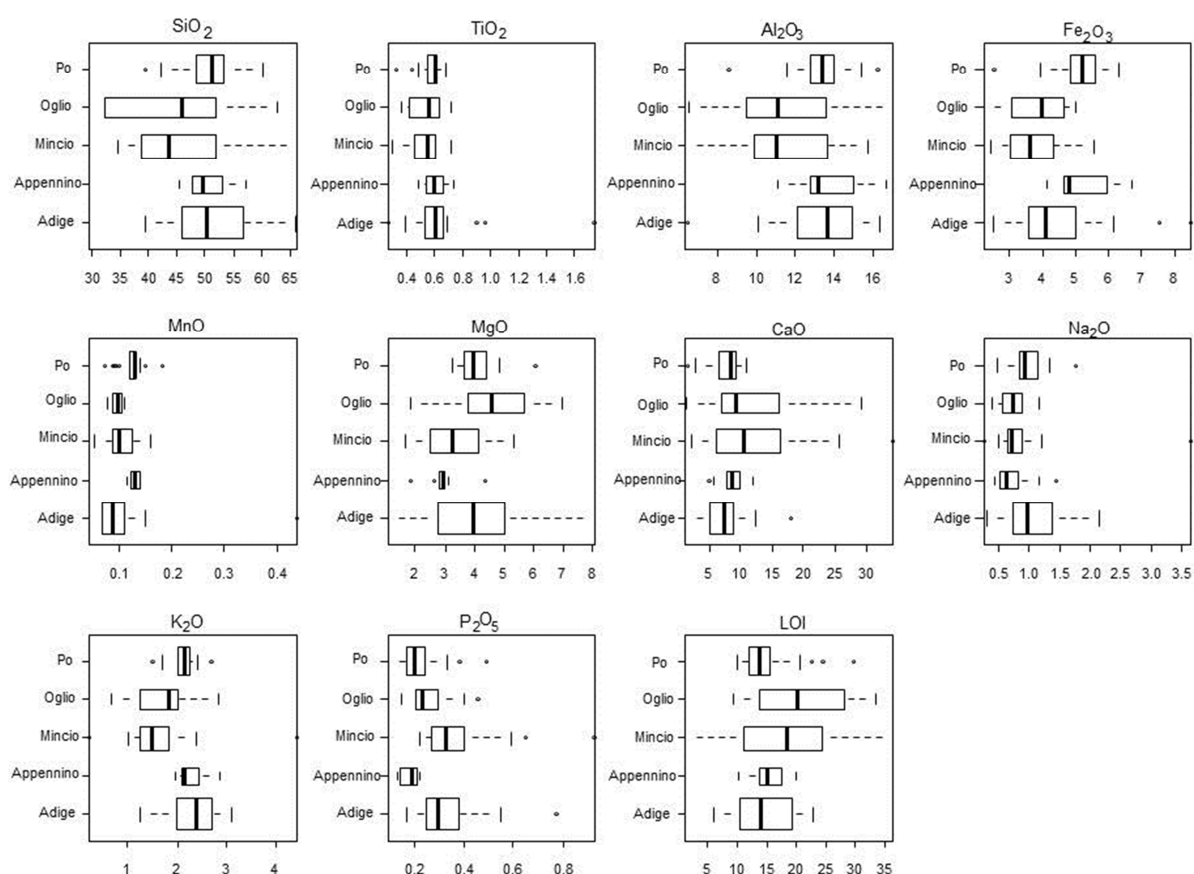 SiO2
TiO2
Al2O3
Fe2O3
Po
Oglio
Mincio
Appennino
Adige
30 35 40 45 50 55 60 65
Po
Oglio
Mincio
Appennino
Adige
0.4 0.6 0.8 1.0 1.2 1.4 1.6
Po
Oglio
Mincio
Appennino
Adige
8 10 12 14 16
Po
Oglio
Mincio
Appennino
Adige
3 4 5 6 7 8
MnO
MgO
CaO
Na2O
Po
Oglio
Mincio
Appennino
Adige
0.1 0.2 0.3 0.4
Po
Oglio
Mincio
Appennino
Adige
2 3 4 5 6 7 8
Po
Oglio
Mincio
Appennino
Adige
5 10 15 20 25 30
Po
Oglio
Mincio
Appennino
Adige
0.5 1.0 1.5 2.0 2.5 3.0 3.5
K2O
P2O5
LOI
Po
Oglio
Mincio
Appennino
Adige
1 2 3 4
Po
Oglio
Mincio
Appennino
Adige
0.2 0.4 0.6 0.8
Po
Oglio
Mincio
Appennino
Adige
5 10 15 20 25 30 35